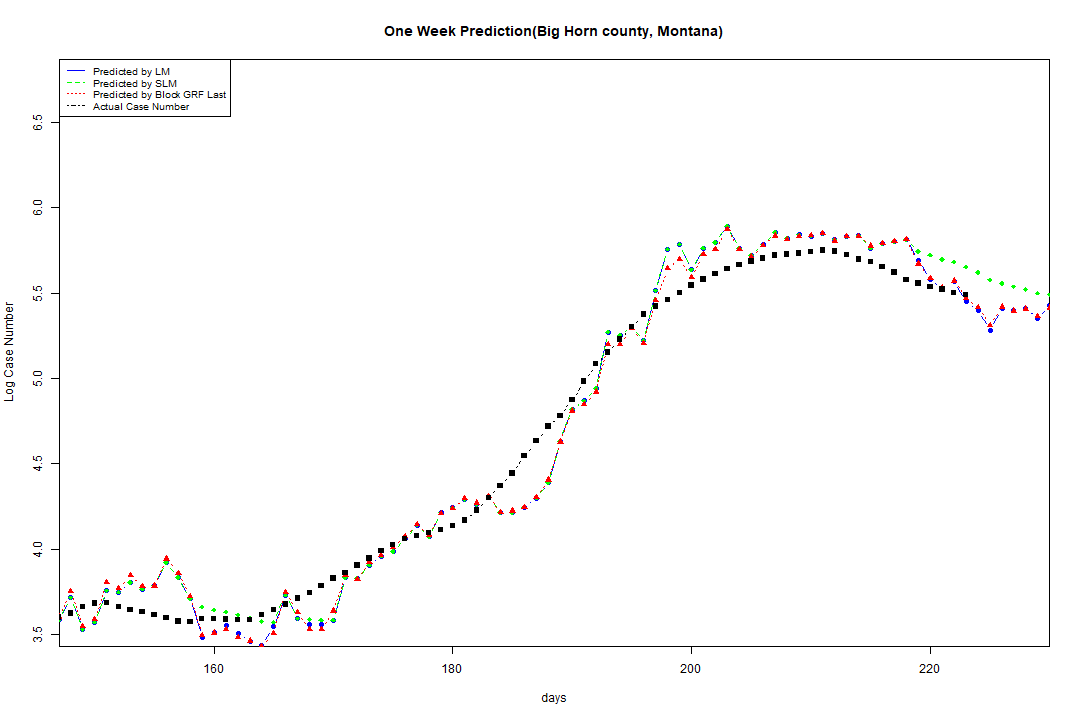 One Week Prediction(Big Horn county, Montana)
Predicted by LM
Predicted by SLM
Predicted by Block GRF Last
Actual Case Number
6.5
6.0
5.5
5.0
4.5
4.0
3.5
Log Case Number
160
180
200
220
days